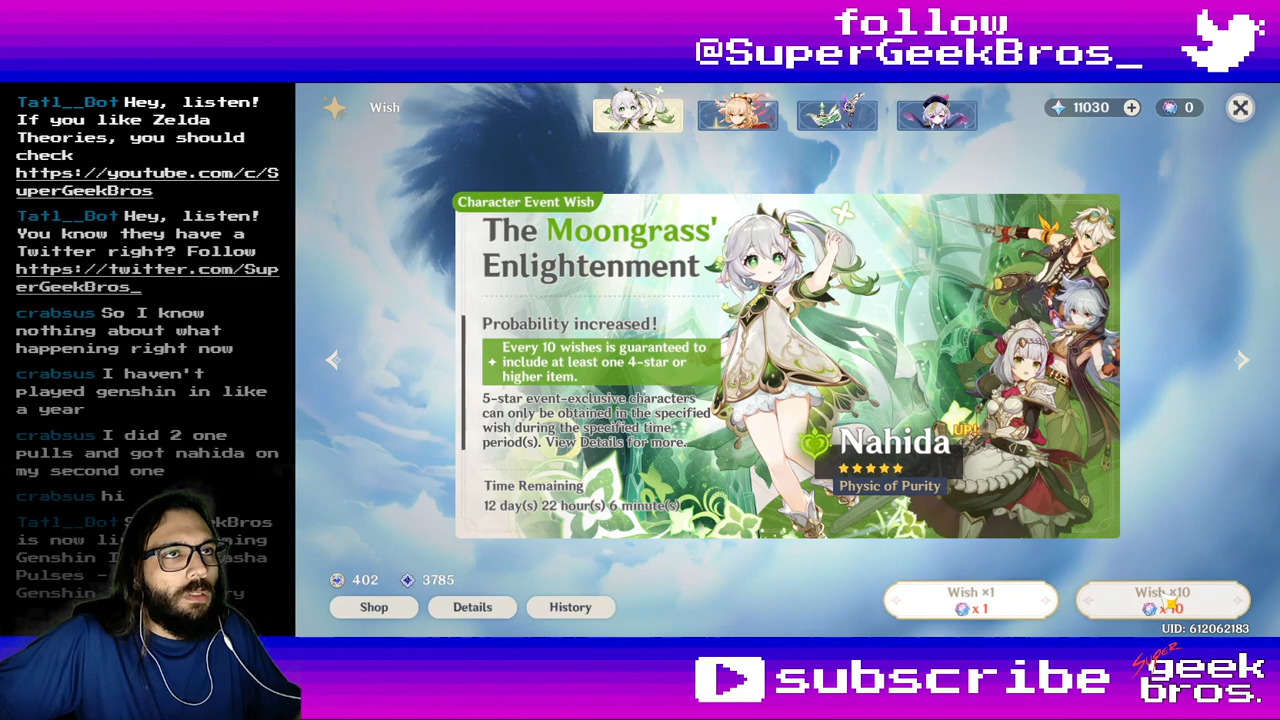 follow
@SuperGeekBros_
Tatl__Bot Hey, listen!
If you like Zelda
Theories, you should
check
https://youtube.com/c/S
uperGeekBros
Tatl__Bot Hey, listen!
You know they have a
Twitter right? Follow
https://twitter.com/Sup
erGeekBros_
crabsus So I know
nothing about what
happening right now
crabsus I haven't
played genshin in like
a year
crabsus I did 2 one
pulls and got nahida on
my second one
crabsus hi
Wish
11030
0
Character Event Wish
The Moongrass'
Enlightenment
Probability increased!
Every 10 wishes is guaranteed to
include at least one 4-star or
higher item.
5-star event-exclusive characters
can only be obtained in the specified
wish during the specified time
period(s). View Details for more.
Time Remaining
12 day(s) 22 hour(s) 6 minute(s)
Nahida
UP!
Physic of Purity
402
3785
Shop
Details
History
Wish ×1
x 1
Wish ×10
x 10
UID: 612062183
subscribe
SUPER
geek
bros.